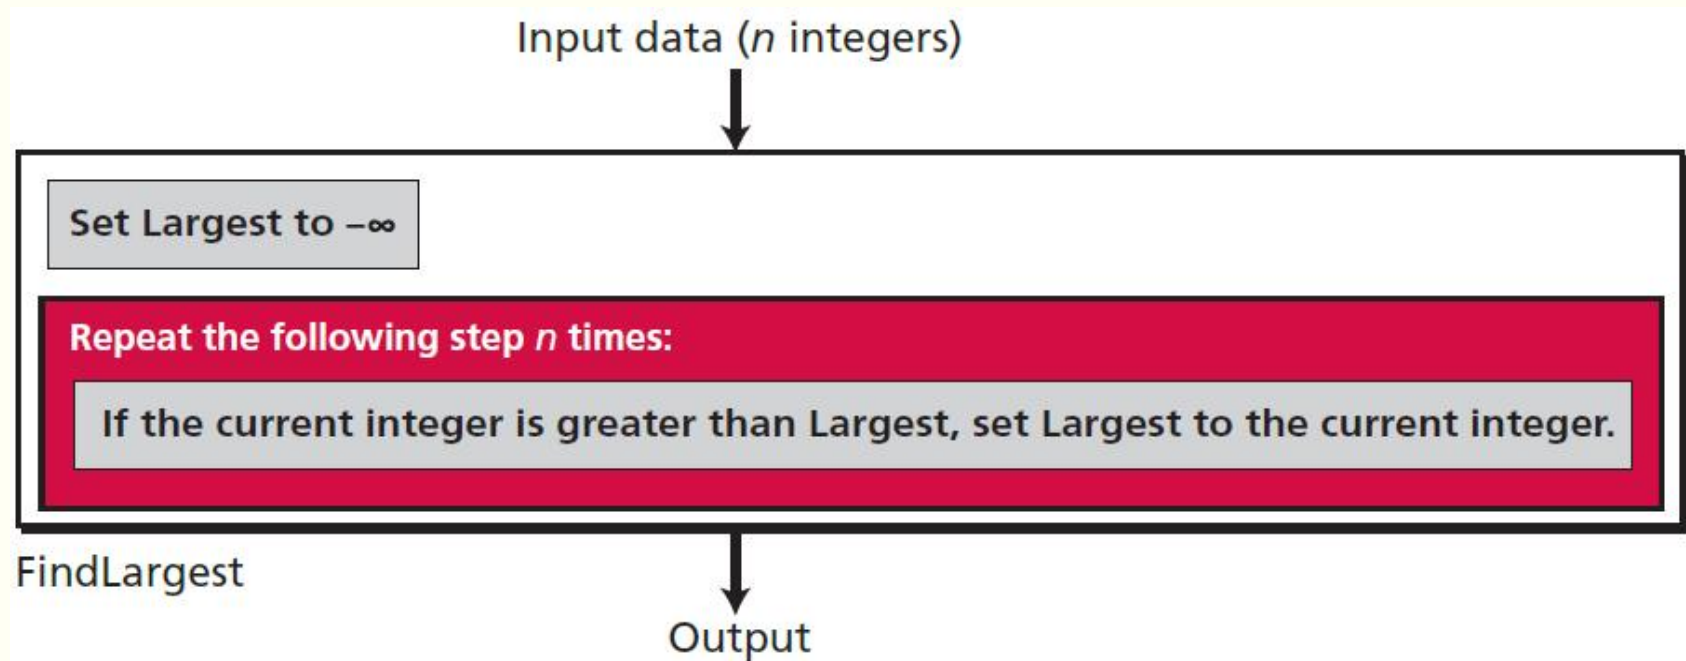 Input data (n integers)
Set Largest to −∞
Repeat the following step n times:
If the current integer is greater than Largest, set Largest to the current integer.
FindLargest
Output